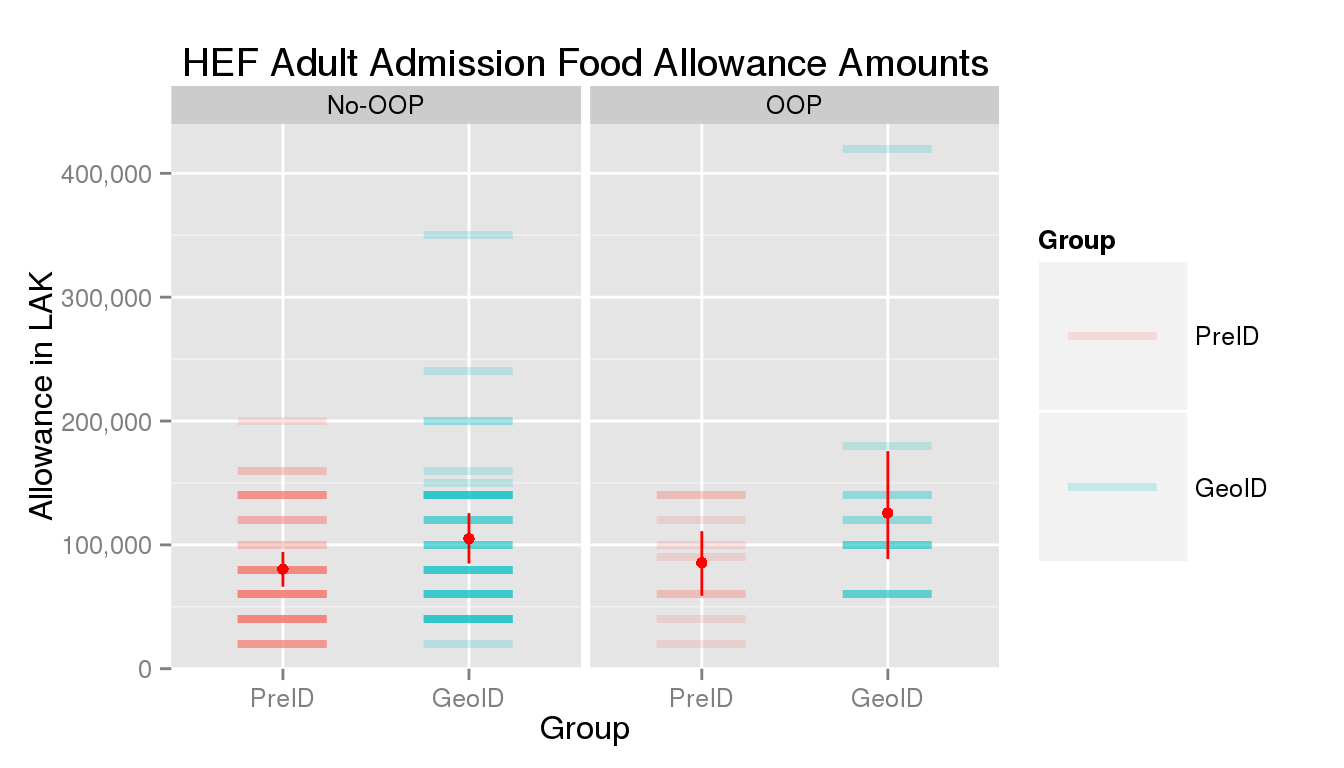 HEF Adult Admission Food Allowance Amounts
No-OOP
OOP
Allowance in LAK
400,000
300,000
200,000
100,000
0
PreID
GeoID
PreID
GeoID
Group
Group
PreID
GeoID